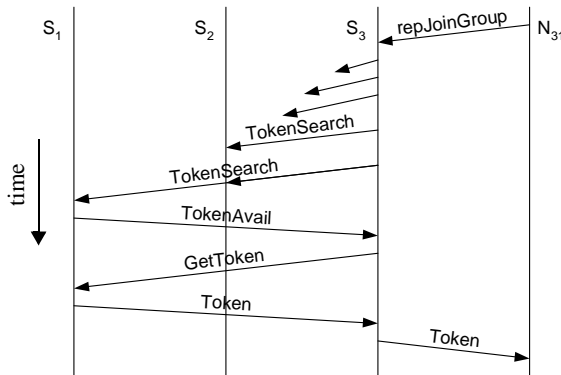 S1 S2 S3 N31
repJoinGroup
TokenSearch
TokenSearch
time
TokenAvail
GetToken
Token
Token